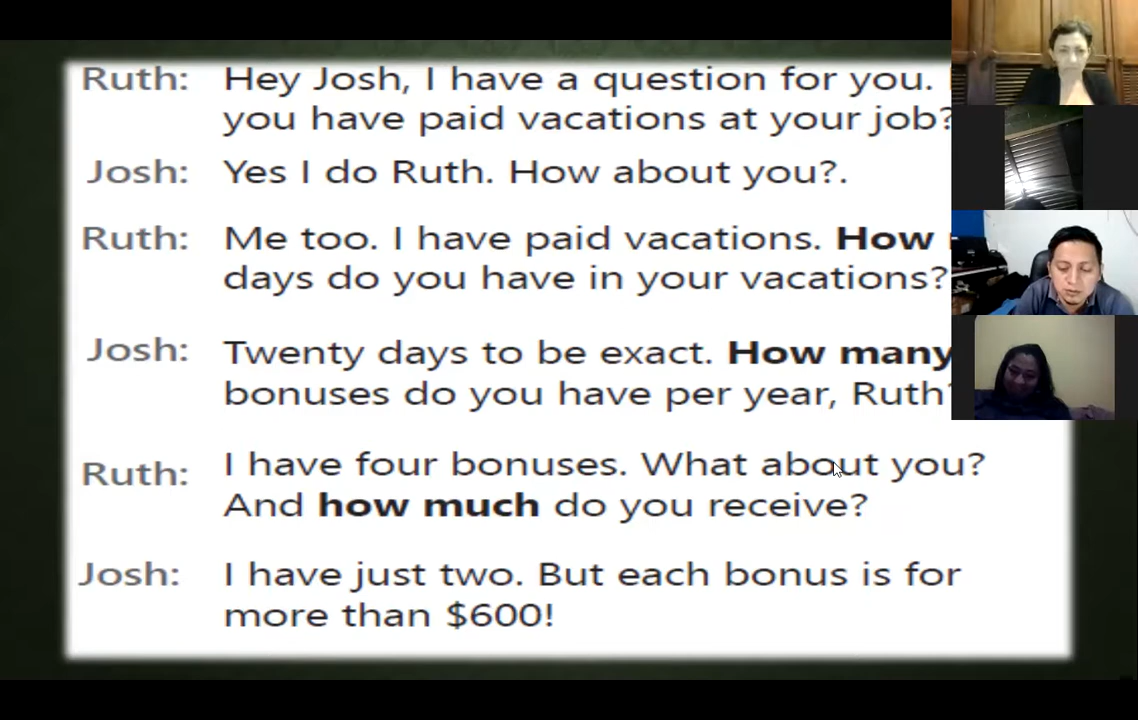 Ruth: Hey Josh, I have a question for you.
you have paid vacations at your job?
Josh: Yes I do Ruth. How about you?.
Ruth: Me too. I have paid vacations. How
days do you have in your vacations?
Josh: Twenty days to be exact. How many
bonuses do you have per year, Ruth?
Ruth: I have four bonuses. What about you?
And how much do you receive?
Josh: I have just two. But each bonus is for
more than $600!